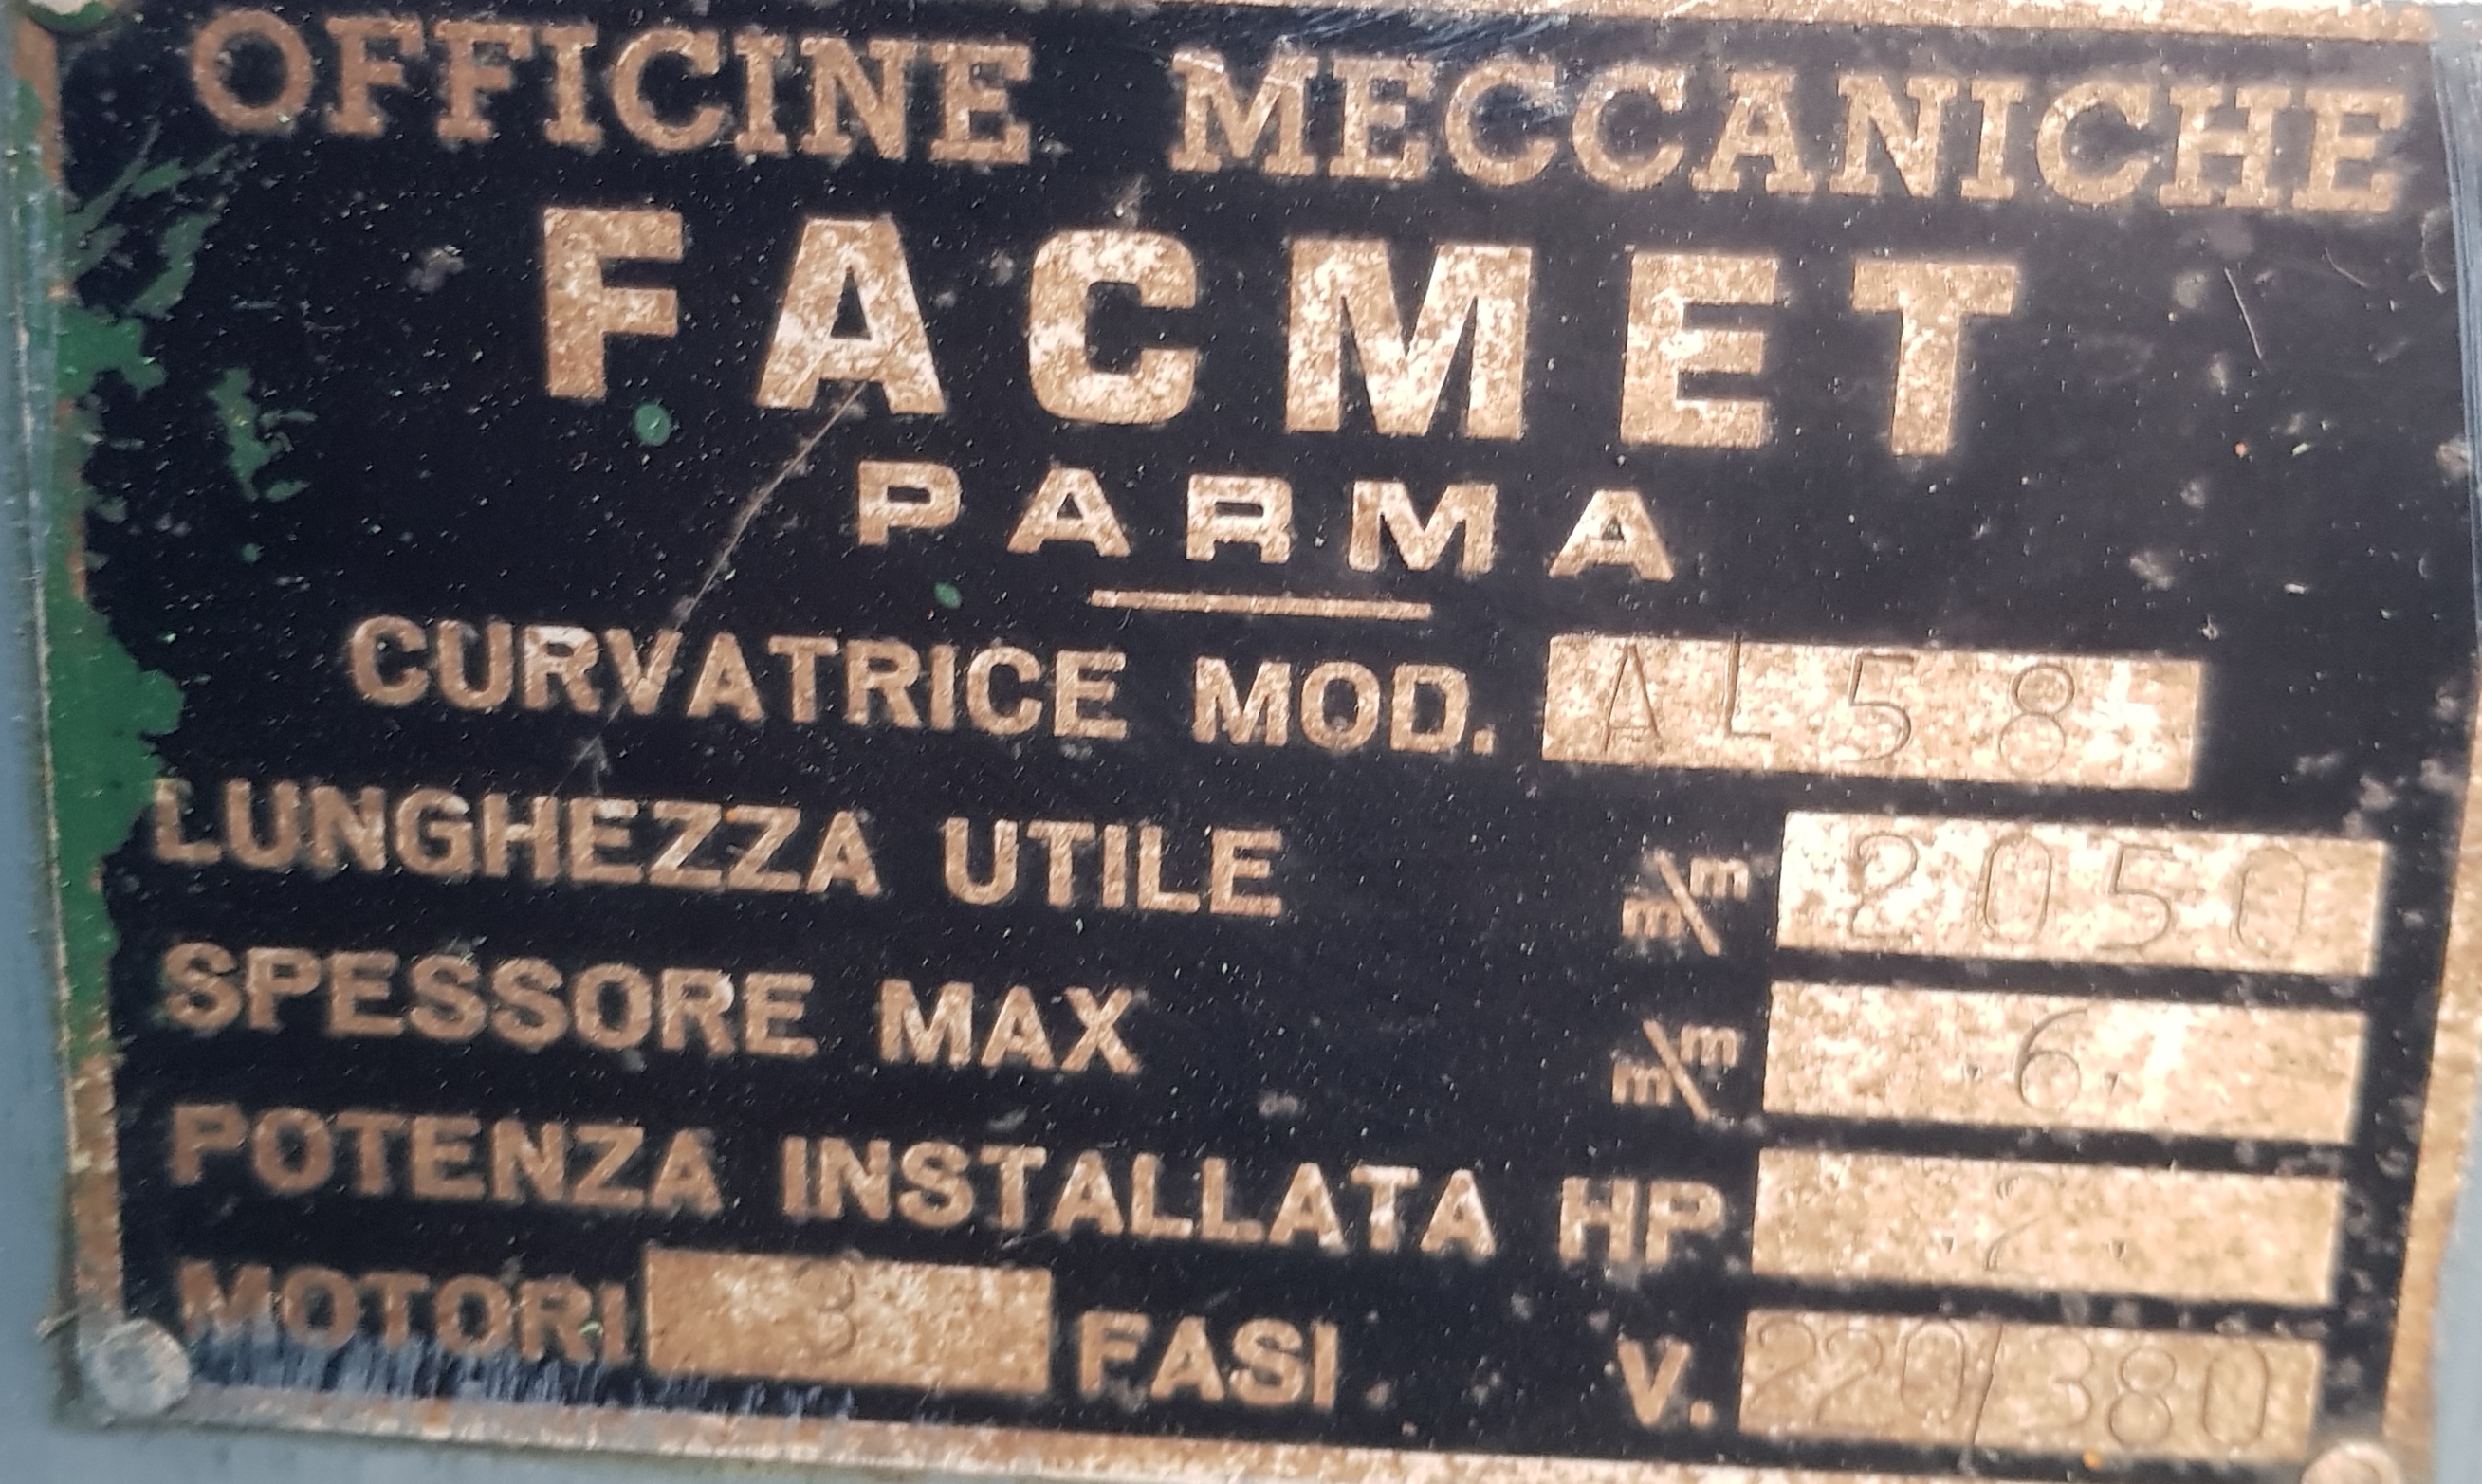 OFFICINE MECCANICHE
FACMET
PARMA
CURVATRICE MOD. AL58
LUNGHEZZA UTILE m/m 2050
SPESSORE MAX m/m .6.
POTENZA INSTALLATA HP .7.
MOTORI 3 FASI V. 220/380